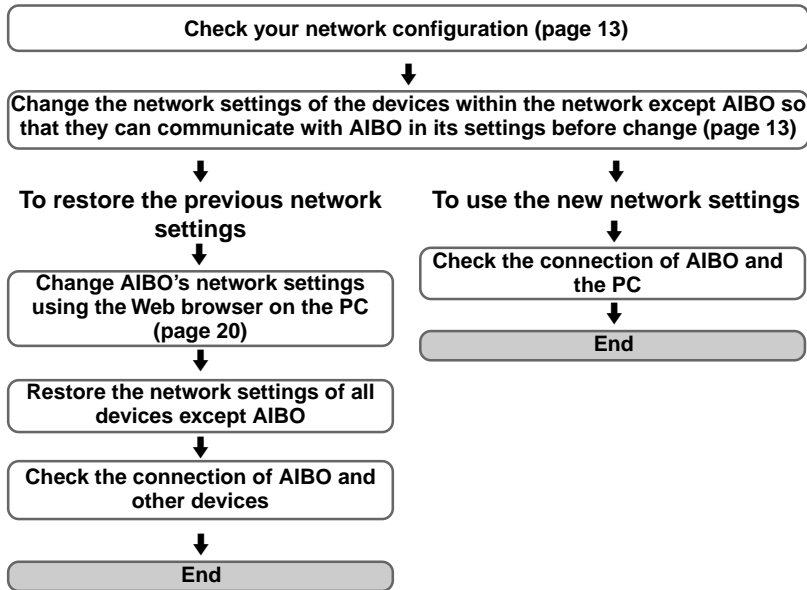 Check your network configuration (page 13)
Change the network settings of the devices within the network except AIBO so
that they can communicate with AIBO in its settings before change (page 13)
To restore the previous network
settings
Change AIBO's network settings
using the Web browser on the PC
(page 20)
Restore the network settings of all
devices except AIBO
Check the connection of AIBO and
other devices
End
To use the new network settings
Check the connection of AIBO and
the PC
End